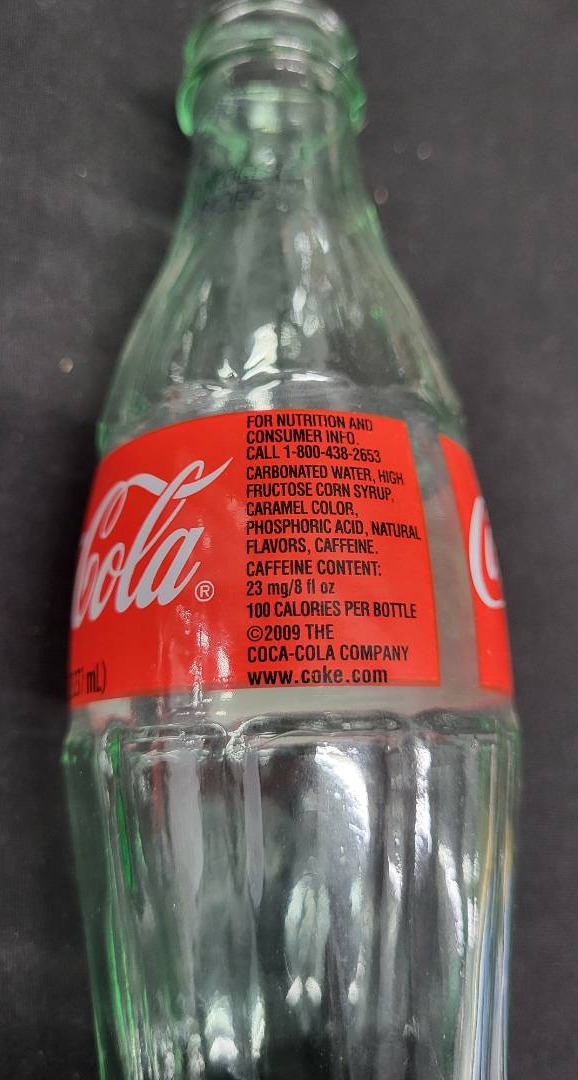 Cola®
FOR NUTRITION AND
CONSUMER INFO.
CALL 1-800-438-2653
CARBONATED WATER, HIGH
FRUCTOSE CORN SYRUP,
CARAMEL COLOR,
PHOSPHORIC ACID, NATURAL
FLAVORS, CAFFEINE.
CAFFEINE CONTENT:
23 mg/8 fl oz
100 CALORIES PER BOTTLE
©2009 THE
COCA-COLA COMPANY
www.coke.com
mL)